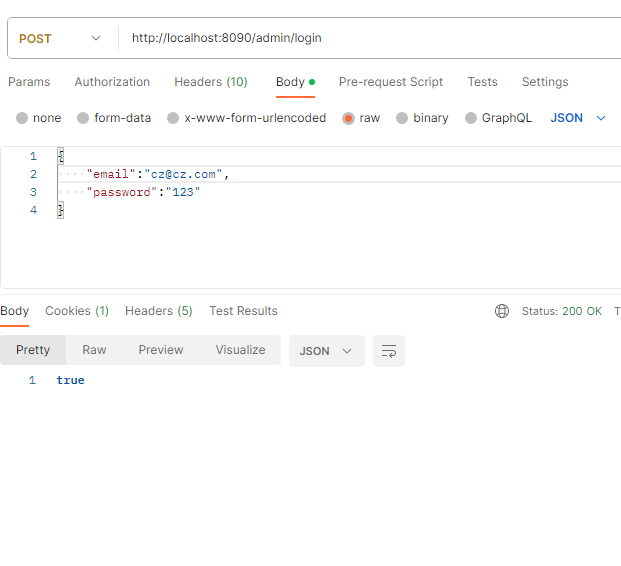 POST http://localhost:8090/admin/login
Params Authorization Headers (10) Body Pre-request Script Tests Settings
none form-data x-www-form-urlencoded raw binary GraphQL JSON
1 {
2 "email":"cz@cz.com",
3 "password":"123"
4 }
Body Cookies (1) Headers (5) Test Results Status: 200 OK T
Pretty Raw Preview Visualize JSON
1 true